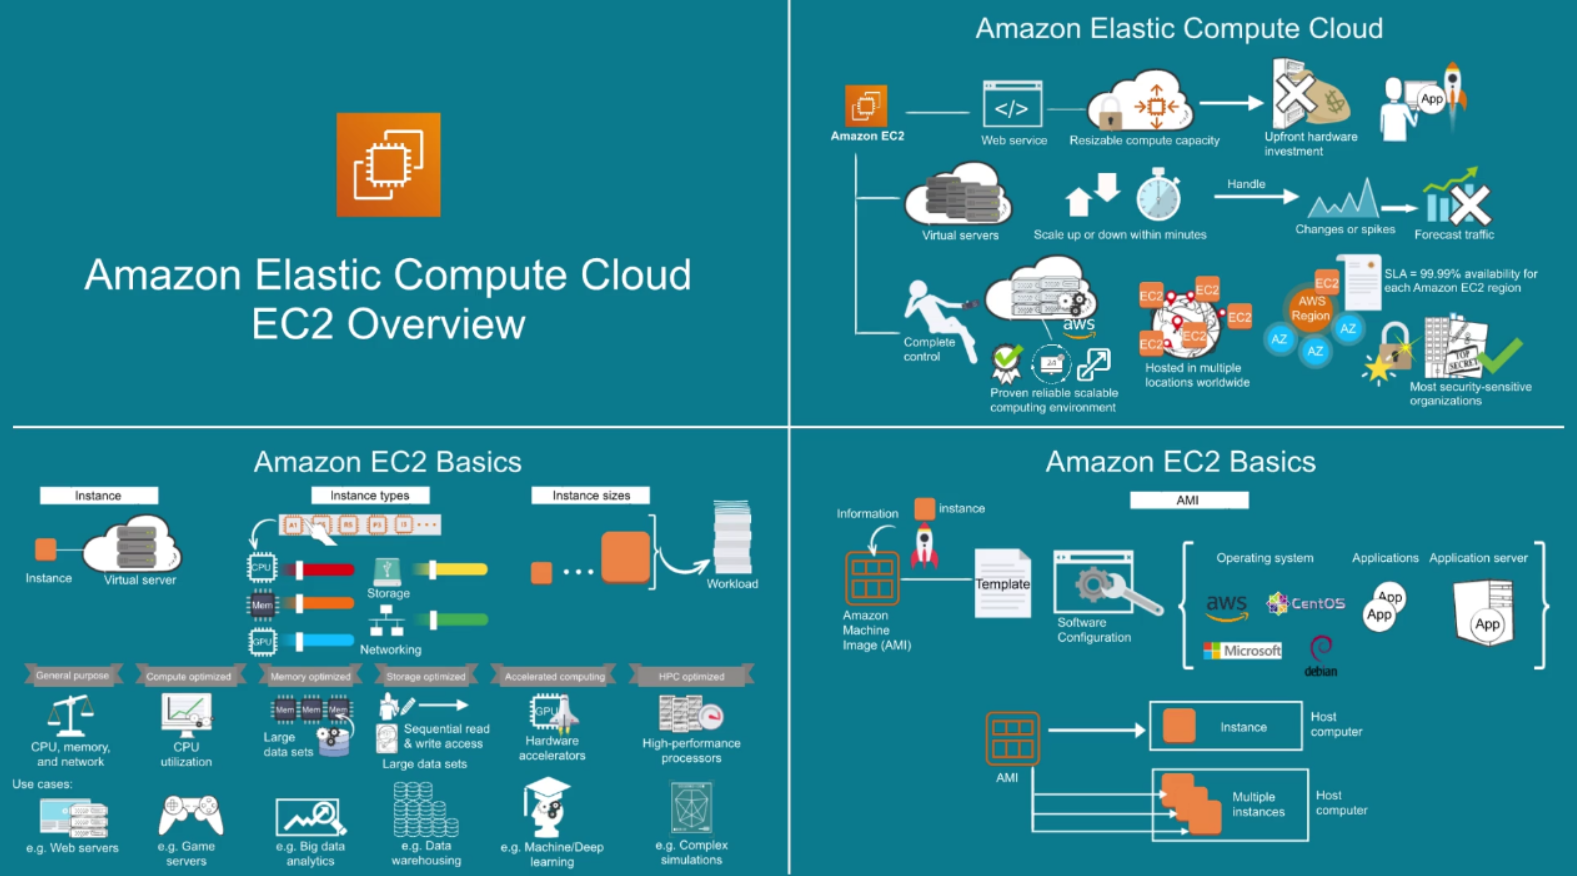 Amazon Elastic Compute Cloud
EC2 Overview
Amazon Elastic Compute Cloud
Amazon EC2
</>
Web service
Resizable compute capacity
Upfront hardware
investment
App
Virtual servers
Scale up or down within minutes
Handle
Changes or spikes
Forecast traffic
Complete
control
aws
Proven reliable scalable
computing environment
EC2
EC2
EC2
EC2
EC2
Hosted in multiple
locations worldwide
EC2
AWS
Region
AZ
AZ
AZ
SLA = 99.99% availability for
each Amazon EC2 region
TOP
SECRET
Most security-sensitive
organizations
Amazon EC2 Basics
Instance
Instance
Virtual server
Instance types
A1
R5
P3
I3
CPU
Mem
GPU
Storage
Networking
Instance sizes
Workload
General purpose
Compute optimized
Memory optimized
Storage optimized
Accelerated computing
HPC optimized
CPU, memory,
and network
CPU
utilization
Mem Mem Mem
Large
data sets
Sequential read
& write access
Large data sets
GPU
Hardware
accelerators
High-performance
processors
Use cases:
e.g. Web servers
e.g. Game
servers
e.g. Big data
analytics
e.g. Data
warehousing
e.g. Machine/Deep
learning
e.g. Complex
simulations
Amazon EC2 Basics
AMI
Information
instance
Amazon
Machine
Image (AMI)
Template
Software
Configuration
Operating system
aws
CentOS
Microsoft
debian
Applications
App
App
Application server
App
AMI
Instance
Host
computer
Multiple
instances
Host
computer